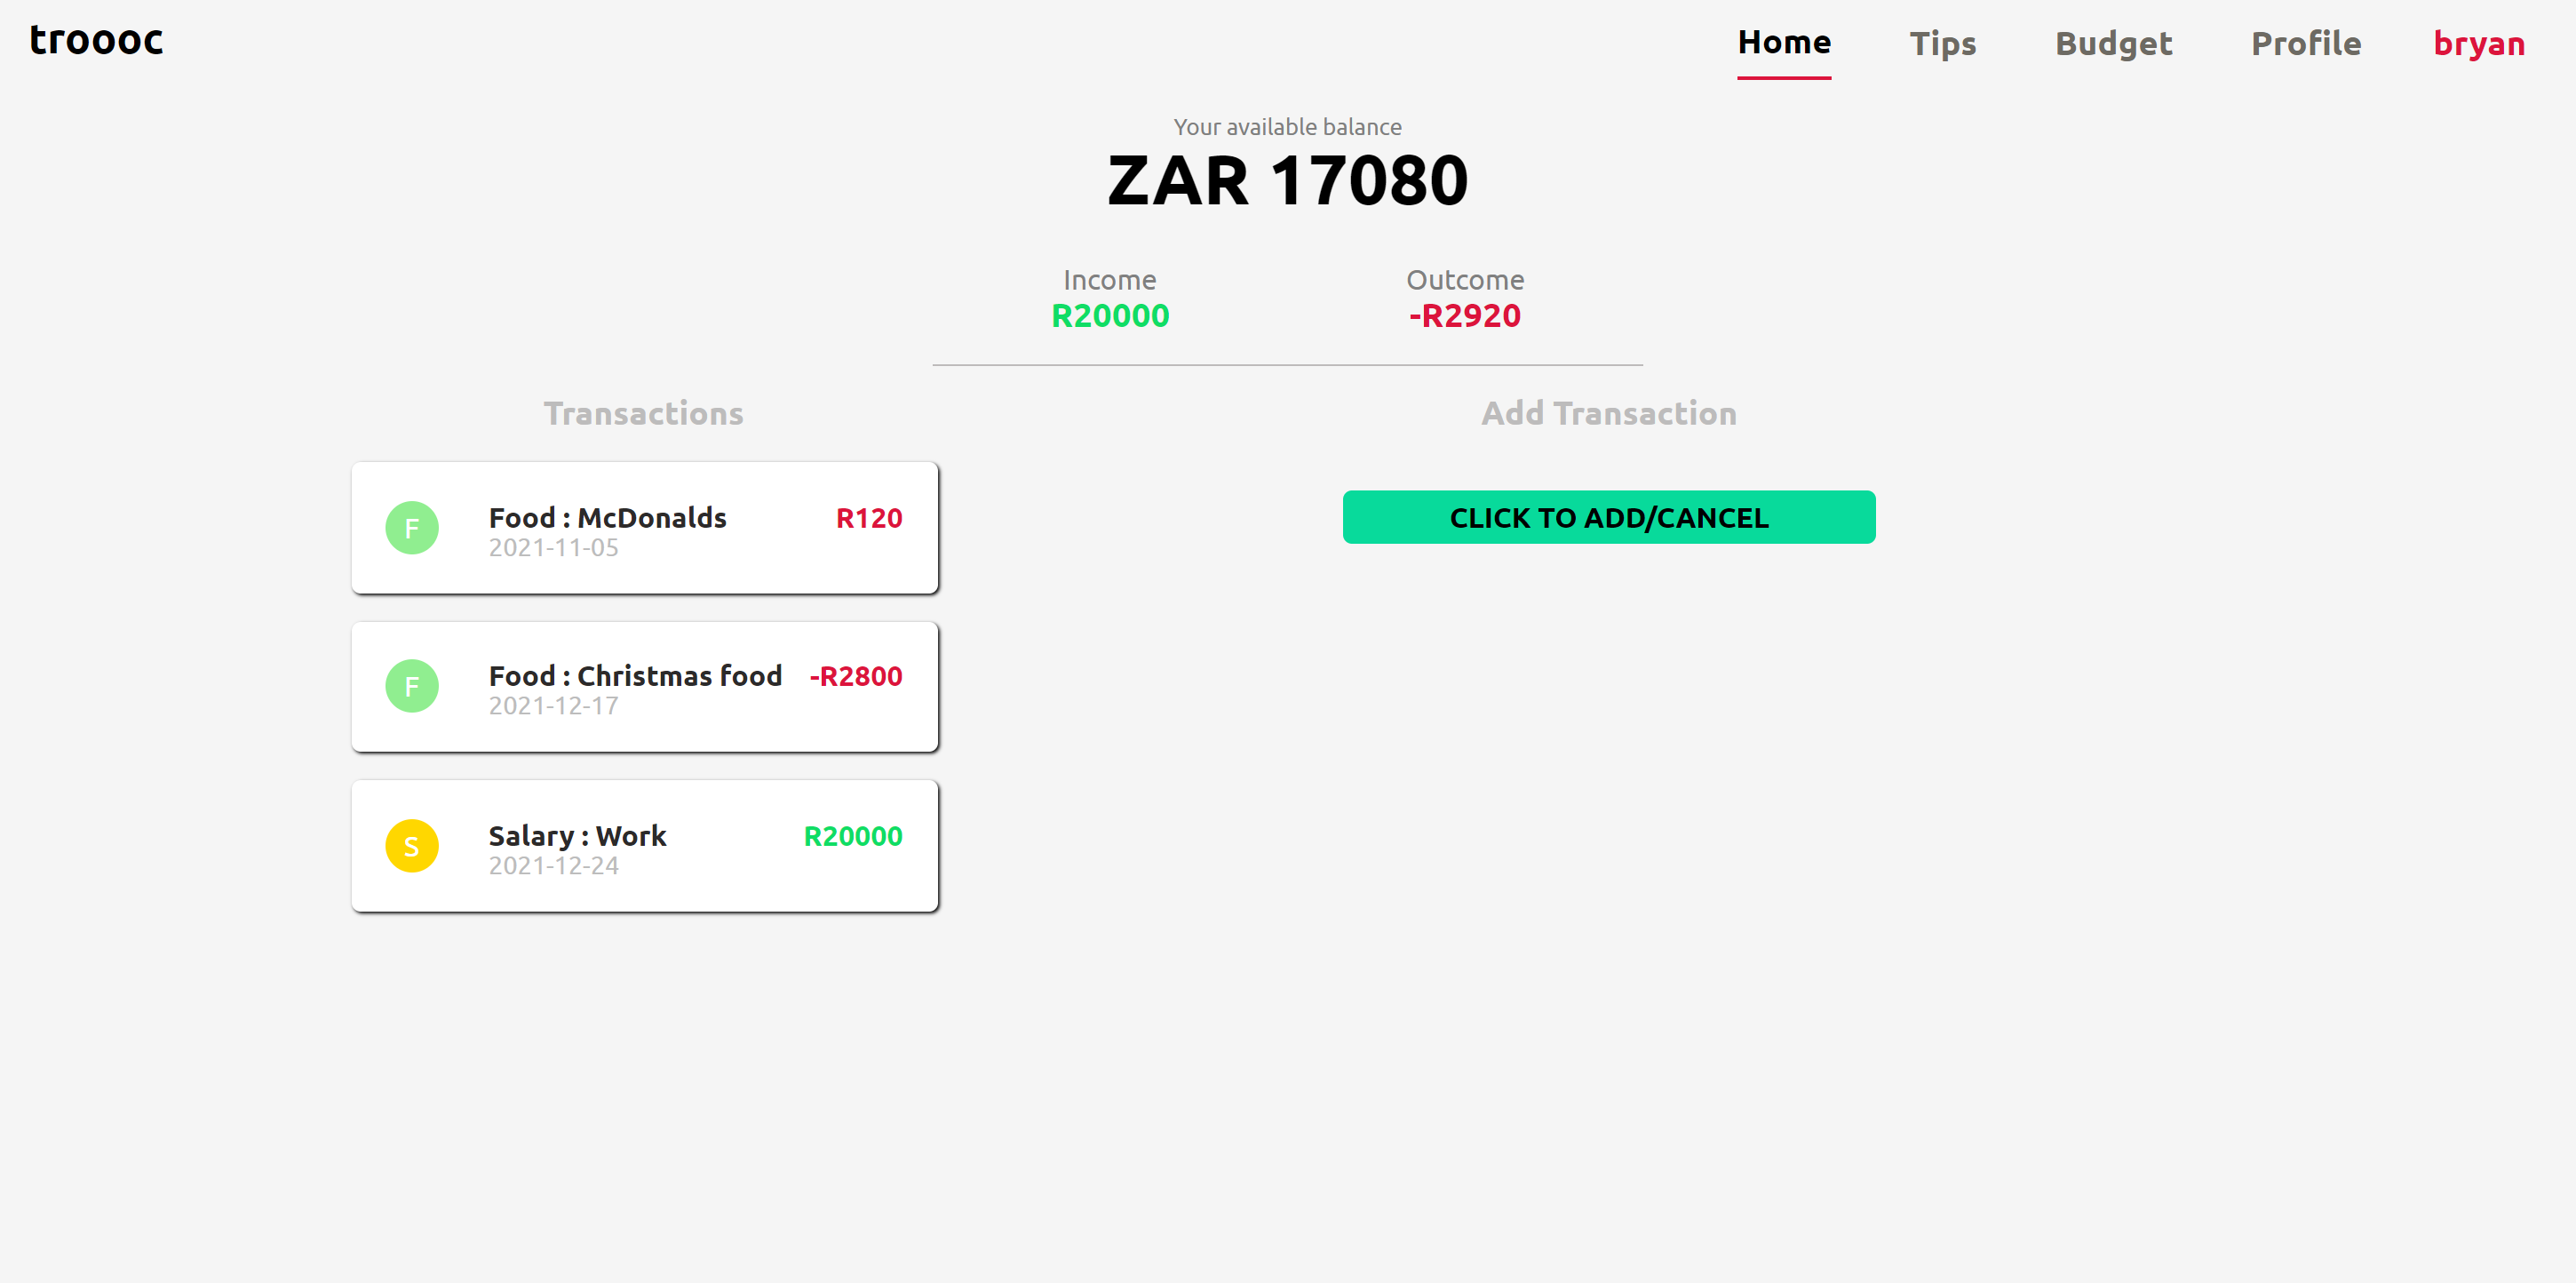 troooc
Home Tips Budget Profile bryan
Your available balance
ZAR 17080
Income Outcome
R20000 -R2920
Transactions
F
Food : McDonalds R120
2021-11-05
F
Food : Christmas food -R2800
2021-12-17
S
Salary : Work R20000
2021-12-24
Add Transaction
CLICK TO ADD/CANCEL